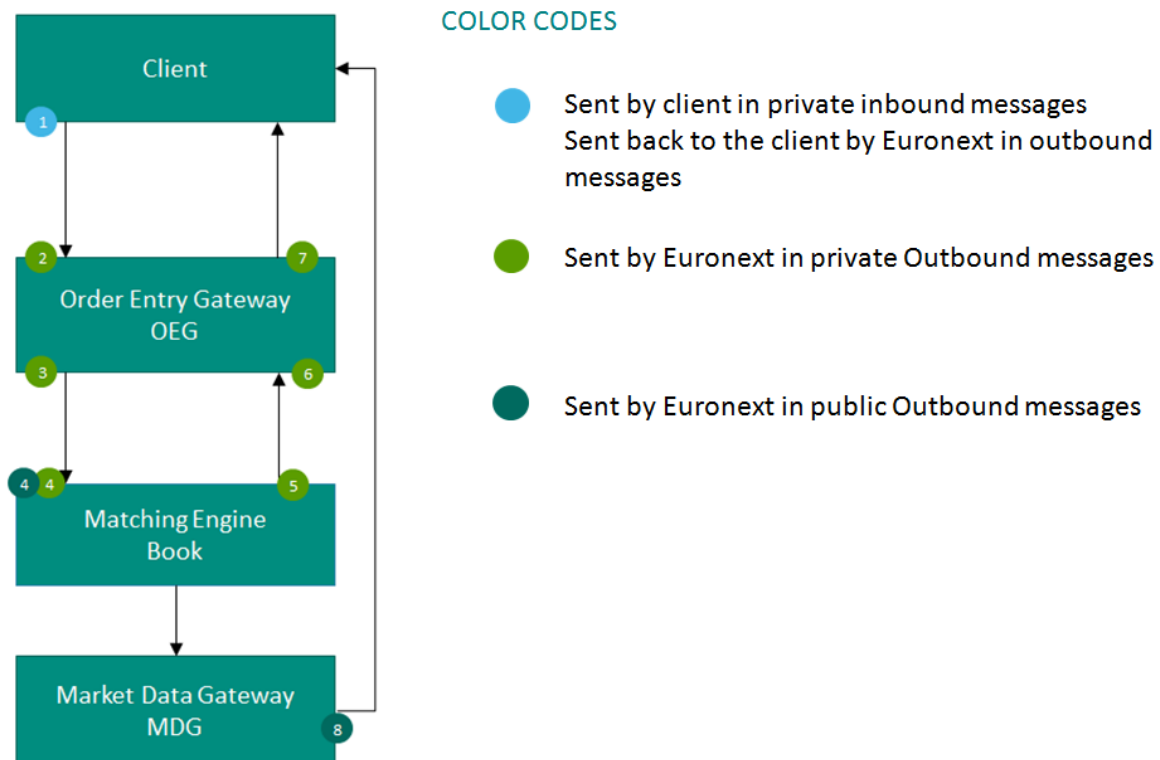 COLOR CODES
Client
1
Sent by client in private inbound messages
Sent back to the client by Euronext in outbound
messages
2
7
Order Entry Gateway
OEG
Sent by Euronext in private Outbound messages
3
6
Sent by Euronext in public Outbound messages
4
4
5
Matching Engine
Book
Market Data Gateway
MDG
8